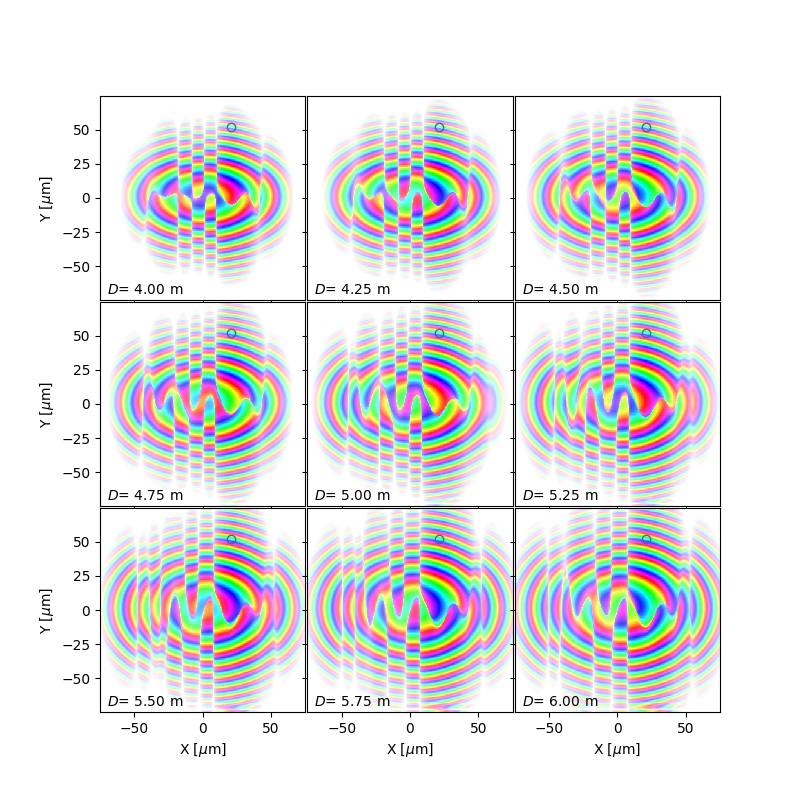 Y [μm]
50
25
0
−25
−50
D= 4.00 m
D= 4.25 m
D= 4.50 m
Y [μm]
50
25
0
−25
−50
D= 4.75 m
D= 5.00 m
D= 5.25 m
Y [μm]
50
25
0
−25
−50
D= 5.50 m
D= 5.75 m
D= 6.00 m
−50 0 50
−50 0 50
−50 0 50
X [μm]
X [μm]
X [μm]